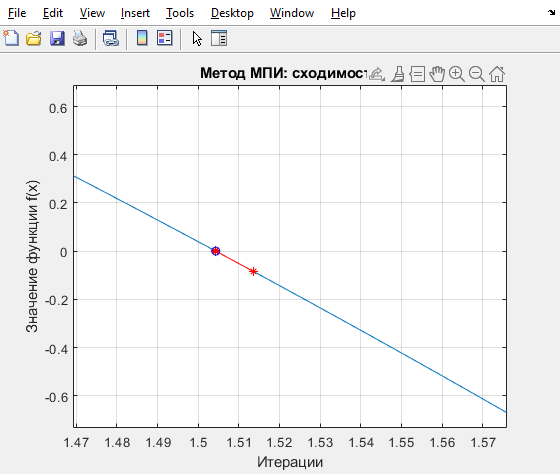 File Edit View Insert Tools Desktop Window Help
Метод МПИ: сходимост
Значение функции f(x)
0.6
0.4
0.2
0
-0.2
-0.4
-0.6
1.47 1.48 1.49 1.5 1.51 1.52 1.53 1.54 1.55 1.56 1.57
Итерации